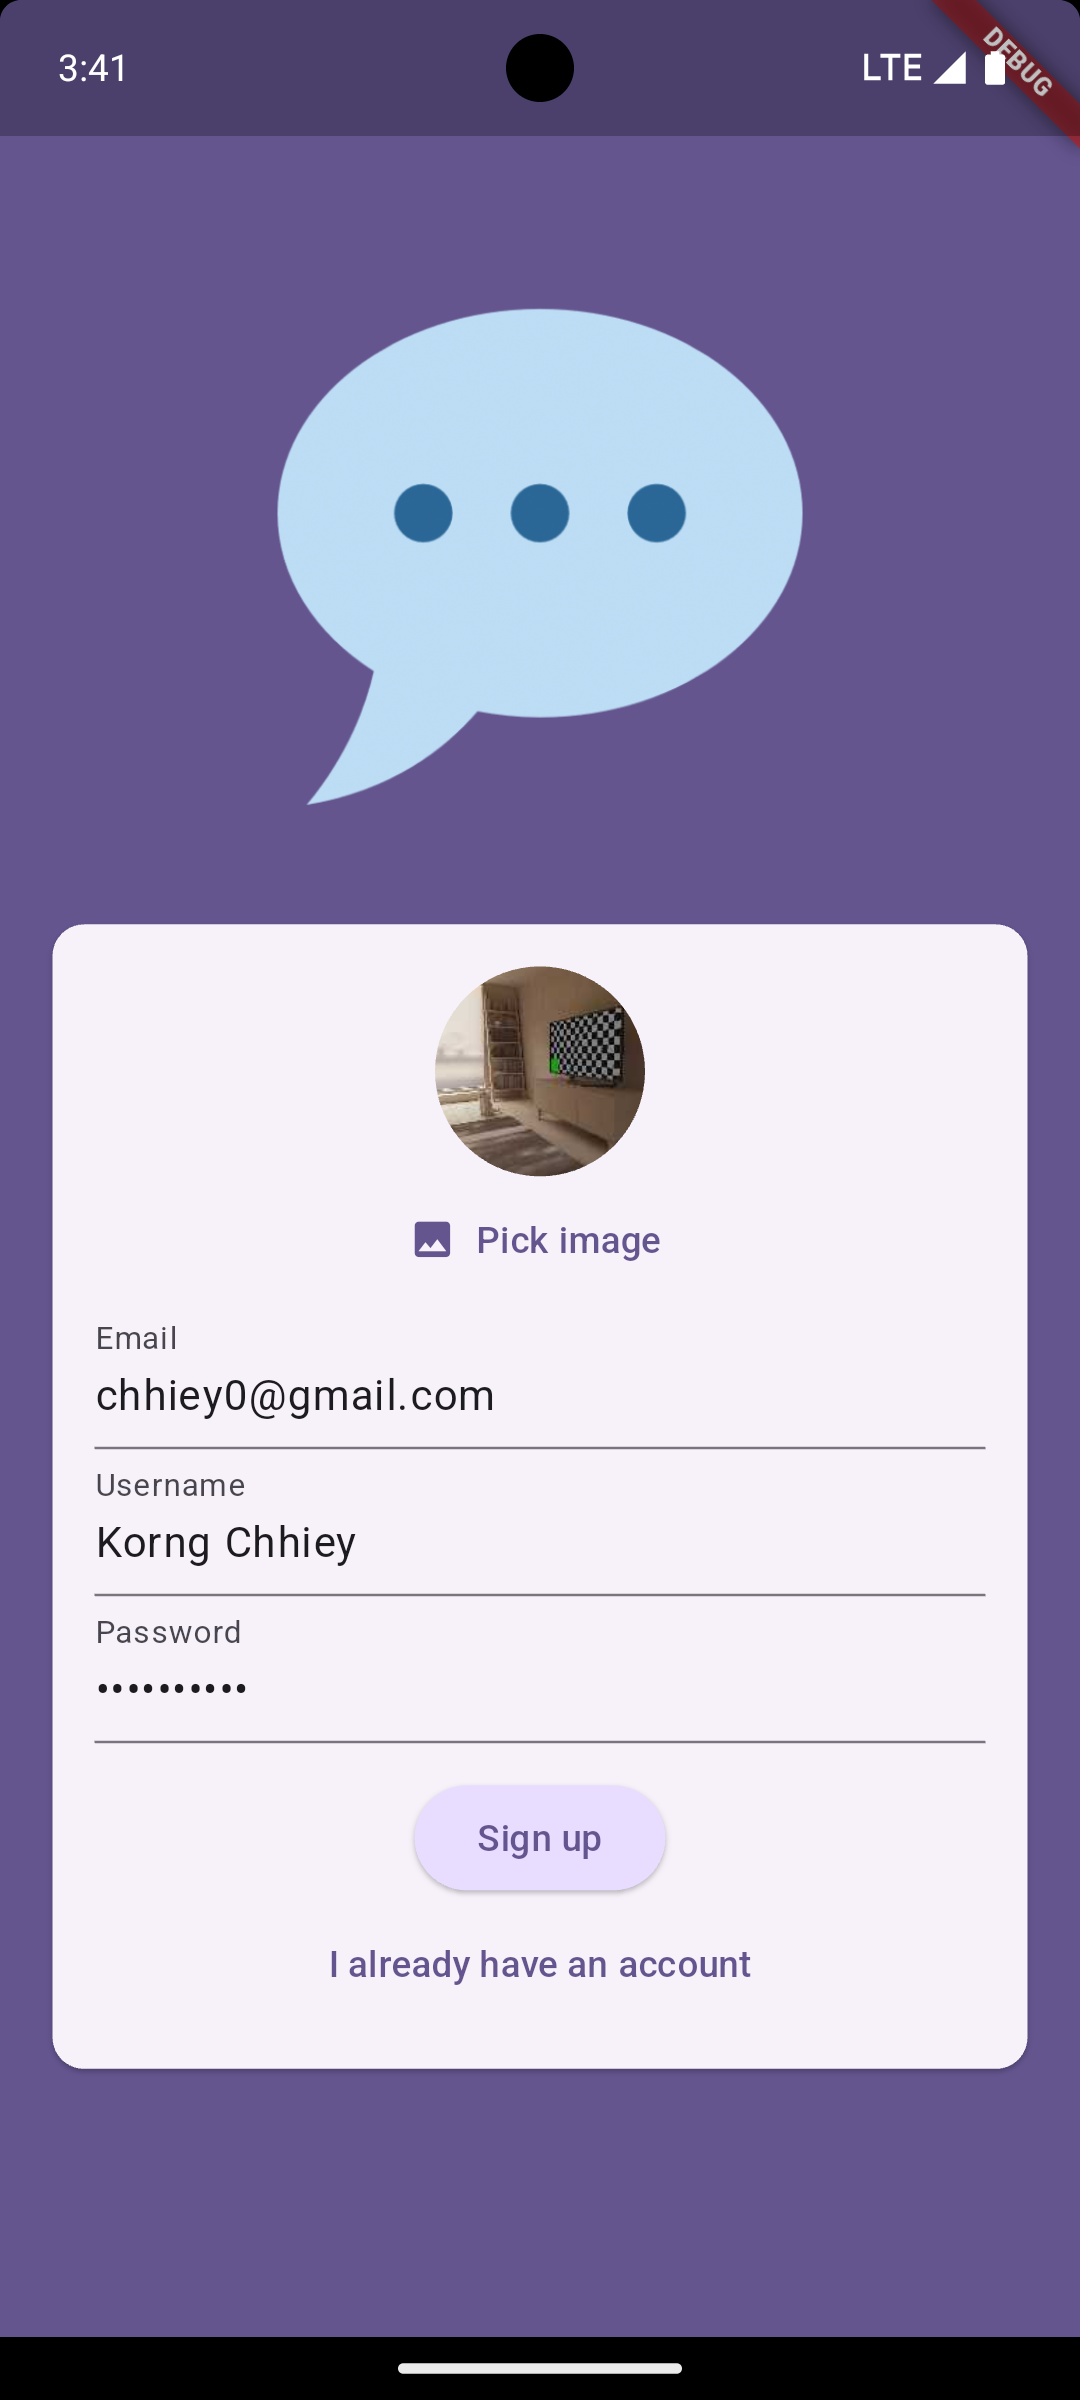 3:41
LTE
DEBUG
Pick image
Email
chhiey0@gmail.com
Username
Korng Chhiey
Password
••••••••••
Sign up
I already have an account